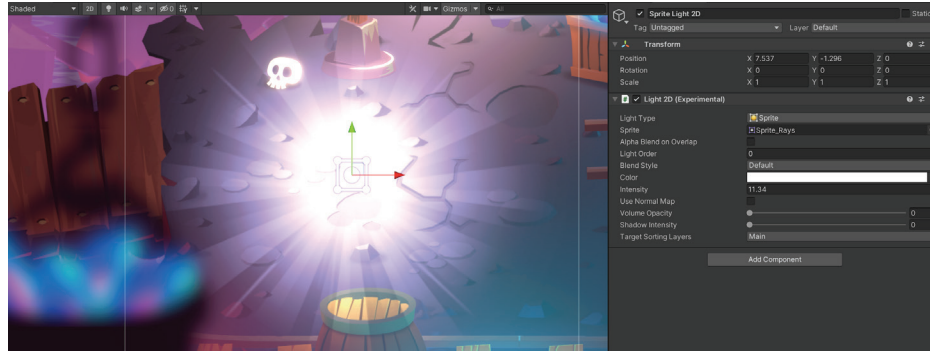 Shaded
2D
0
Gizmos
All
Sprite Light 2D
Static
Tag Untagged
Layer Default
Transform
Position X 7.537 Y -1.296 Z 0
Rotation X 0 Y 0 Z 0
Scale X 1 Y 1 Z 1
Light 2D (Experimental)
Light Type Sprite
Sprite Sprite_Rays
Alpha Blend on Overlap
Light Order 0
Blend Style Default
Color
Intensity 11.34
Use Normal Map
Volume Opacity 0
Shadow Intensity 0
Target Sorting Layers Main
Add Component